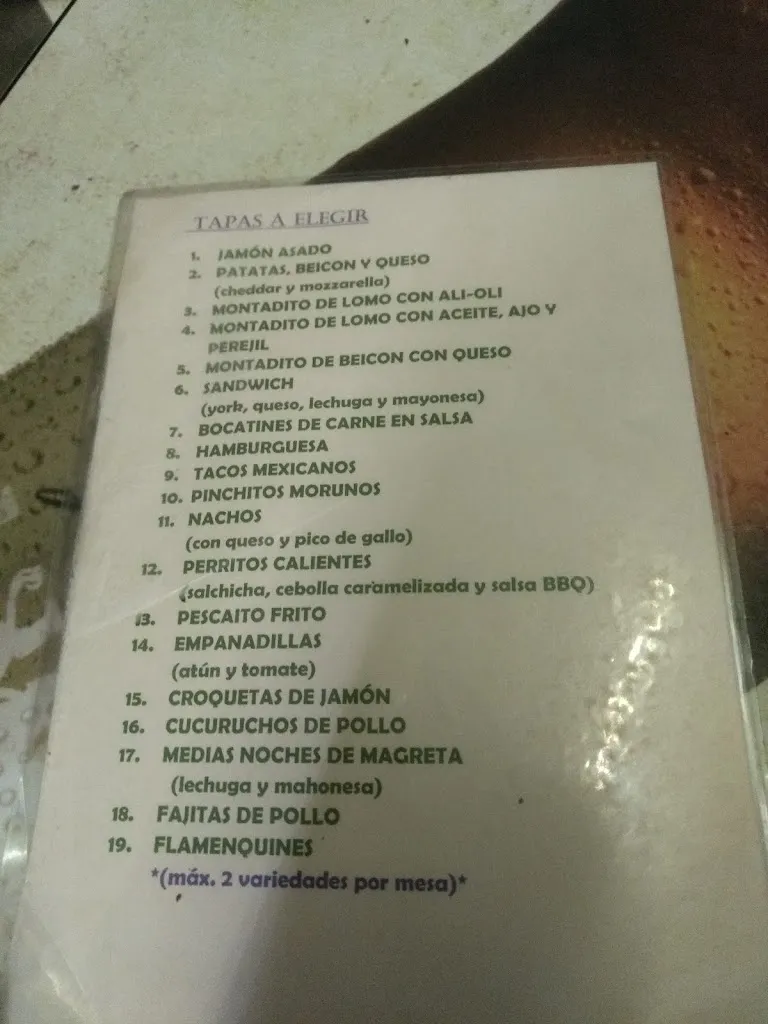 TAPAS A ELEGIR
1. JAMÓN ASADO
2. PATATAS, BEICON Y QUESO
(cheddar y mozzarella)
3. MONTADITO DE LOMO CON ALI-OLI
4. MONTADITO DE LOMO CON ACEITE, AJO Y
PEREJIL
5. MONTADITO DE BEICON CON QUESO
6. SANDWICH
(york, queso, lechuga y mayonesa)
7. BOCATINES DE CARNE EN SALSA
8. HAMBURGUESA
9. TACOS MEXICANOS
10. PINCHITOS MORUNOS
11. NACHOS
(con queso y pico de gallo)
12. PERRITOS CALIENTES
(salchicha, cebolla caramelizada y salsa BBQ)
13. PESCAITO FRITO
14. EMPANADILLAS
(atún y tomate)
15. CROQUETAS DE JAMÓN
16. CUCURUCHOS DE POLLO
17. MEDIAS NOCHES DE MAGRETA
(lechuga y mahonesa)
18. FAJITAS DE POLLO
19. FLAMENQUINES
*(máx. 2 variedades por mesa)*